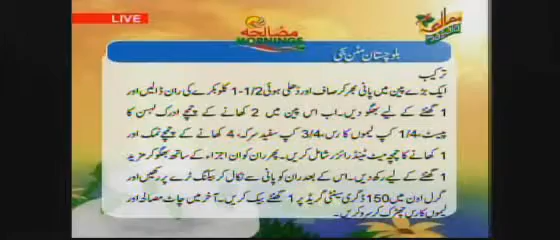 LIVE
مصالحہ
MORNINGS
بلوچستان مٹن سجی
ترکیب
ایک بڑے پین میں پانی بھر کر صاف اور دُھلی ہوئی 1/2-1 کلو بکرے کی ران ڈالیں اور
1 گھنٹے کے لیے بھگو دیں۔ اب اس پین میں 2 کھانے کے چمچے ادرک لہسن کا
پیسٹ، 1/4 کپ لیموں کا رس، 3/4 کپ سفید سرکہ، 4 کھانے کے چمچے نمک اور
1 کھانے کا چمچہ میٹ ٹینڈرائزر شامل کریں۔ پھر ران کو ان اجزاء کے ساتھ بھگو کر مزید
1 گھنٹے کے لیے رکھ دیں۔ اس کے بعد ران کو پانی سے نکال کر بیکنگ ٹرے پر رکھیں اور
گرل اون میں 150 ڈگری سینٹی گریڈ پر 1 گھنٹے بیک کریں۔ آخر میں چاٹ مصالحہ اور
لیموں کا رس چھڑک کر سرو کریں۔